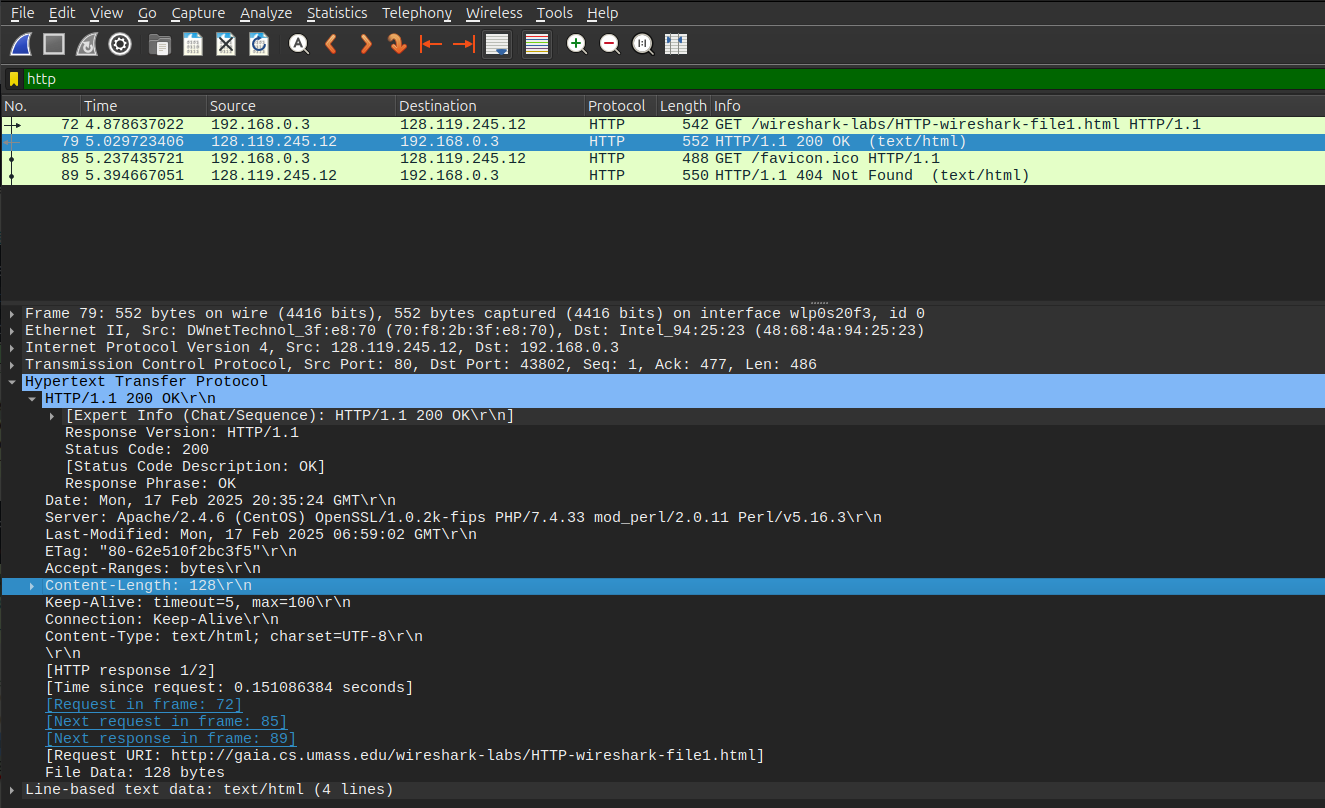 File Edit View Go Capture Analyze Statistics Telephony Wireless Tools Help
http
No. Time Source Destination Protocol Length Info
72 4.878637022 192.168.0.3 128.119.245.12 HTTP 542 GET /wireshark-labs/HTTP-wireshark-file1.html HTTP/1.1
79 5.029723406 128.119.245.12 192.168.0.3 HTTP 552 HTTP/1.1 200 OK  (text/html)
85 5.237435721 192.168.0.3 128.119.245.12 HTTP 488 GET /favicon.ico HTTP/1.1
89 5.394667051 128.119.245.12 192.168.0.3 HTTP 550 HTTP/1.1 404 Not Found  (text/html)
Frame 79: 552 bytes on wire (4416 bits), 552 bytes captured (4416 bits) on interface wlp0s20f3, id 0
Ethernet II, Src: DWnetTechnol_3f:e8:70 (70:f8:2b:3f:e8:70), Dst: Intel_94:25:23 (48:68:4a:94:25:23)
Internet Protocol Version 4, Src: 128.119.245.12, Dst: 192.168.0.3
Transmission Control Protocol, Src Port: 80, Dst Port: 43802, Seq: 1, Ack: 477, Len: 486
Hypertext Transfer Protocol
HTTP/1.1 200 OK\r\n
[Expert Info (Chat/Sequence): HTTP/1.1 200 OK\r\n]
Response Version: HTTP/1.1
Status Code: 200
[Status Code Description: OK]
Response Phrase: OK
Date: Mon, 17 Feb 2025 20:35:24 GMT\r\n
Server: Apache/2.4.6 (CentOS) OpenSSL/1.0.2k-fips PHP/7.4.33 mod_perl/2.0.11 Perl/v5.16.3\r\n
Last-Modified: Mon, 17 Feb 2025 06:59:02 GMT\r\n
ETag: "80-62e510f2bc3f5"\r\n
Accept-Ranges: bytes\r\n
Content-Length: 128\r\n
Keep-Alive: timeout=5, max=100\r\n
Connection: Keep-Alive\r\n
Content-Type: text/html; charset=UTF-8\r\n
\r\n
[HTTP response 1/2]
[Time since request: 0.151086384 seconds]
[Request in frame: 72]
[Next request in frame: 85]
[Next response in frame: 89]
[Request URI: http://gaia.cs.umass.edu/wireshark-labs/HTTP-wireshark-file1.html]
File Data: 128 bytes
Line-based text data: text/html (4 lines)